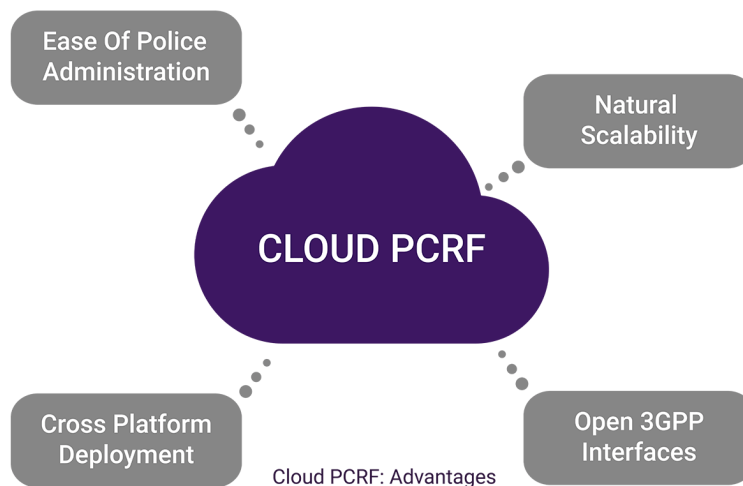 Ease Of Police
Administration
Natural
Scalability
CLOUD PCRF
Cross Platform
Deployment
Open 3GPP
Interfaces
Cloud PCRF: Advantages